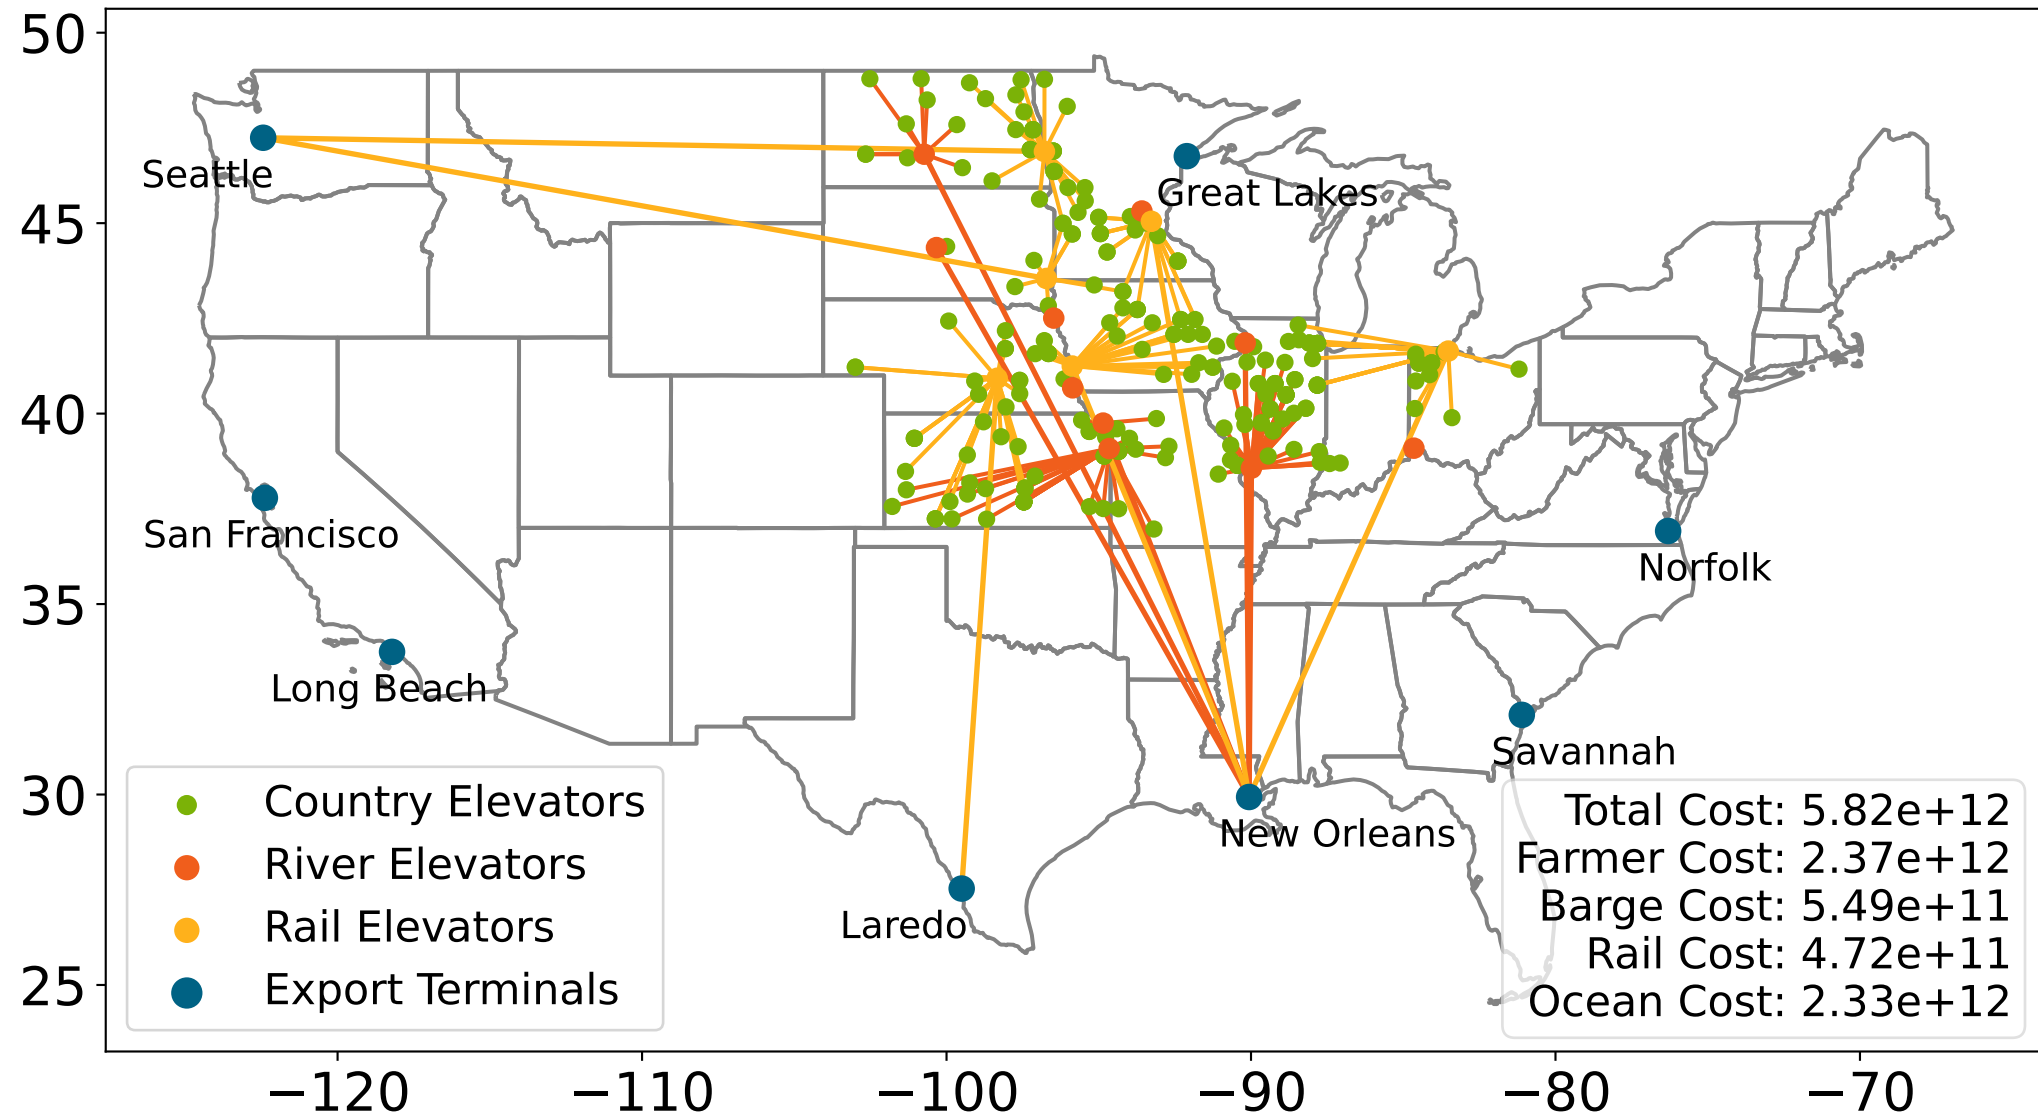 50
45
40
35
30
25
−120
−110
−100
−90
−80
−70
Seattle
Great Lakes
San Francisco
Norfolk
Long Beach
Savannah
New Orleans
Laredo
Country Elevators
River Elevators
Rail Elevators
Export Terminals
Total Cost: 5.82e+12
Farmer Cost: 2.37e+12
Barge Cost: 5.49e+11
Rail Cost: 4.72e+11
Ocean Cost: 2.33e+12